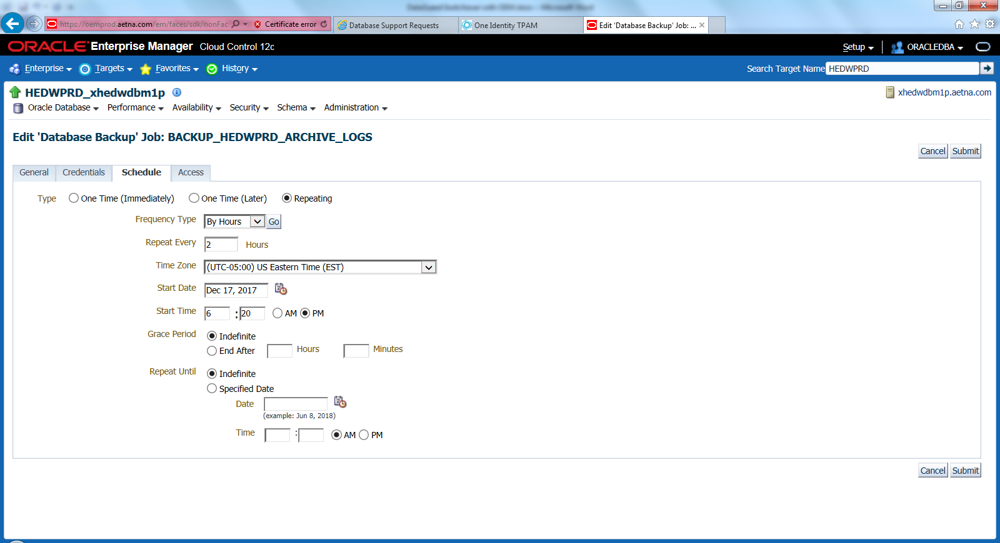 https://oemprod.aetna.com/em/faces/sdk/nonFac
Certificate error
Database Support Requests
One Identity TPAM
Edit 'Database Backup' Job: ...
ORACLE Enterprise Manager Cloud Control 12c
Setup
ORACLEDBA
Enterprise
Targets
Favorites
History
Search Target Name
HEDWPRD
HEDWPRD_xhedwdbm1p
xhedwdbm1p.aetna.com
Oracle Database
Performance
Availability
Security
Schema
Administration
Edit 'Database Backup' Job: BACKUP_HEDWPRD_ARCHIVE_LOGS
Cancel
Submit
General
Credentials
Schedule
Access
Type
One Time (Immediately)
One Time (Later)
Repeating
Frequency Type
By Hours
Go
Repeat Every
2
Hours
Time Zone
(UTC-05:00) US Eastern Time (EST)
Start Date
Dec 17, 2017
Start Time
6 : 20
AM
PM
Grace Period
Indefinite
End After
Hours
Minutes
Repeat Until
Indefinite
Specified Date
Date
(example: Jun 8, 2018)
Time
:
AM
PM
Cancel
Submit